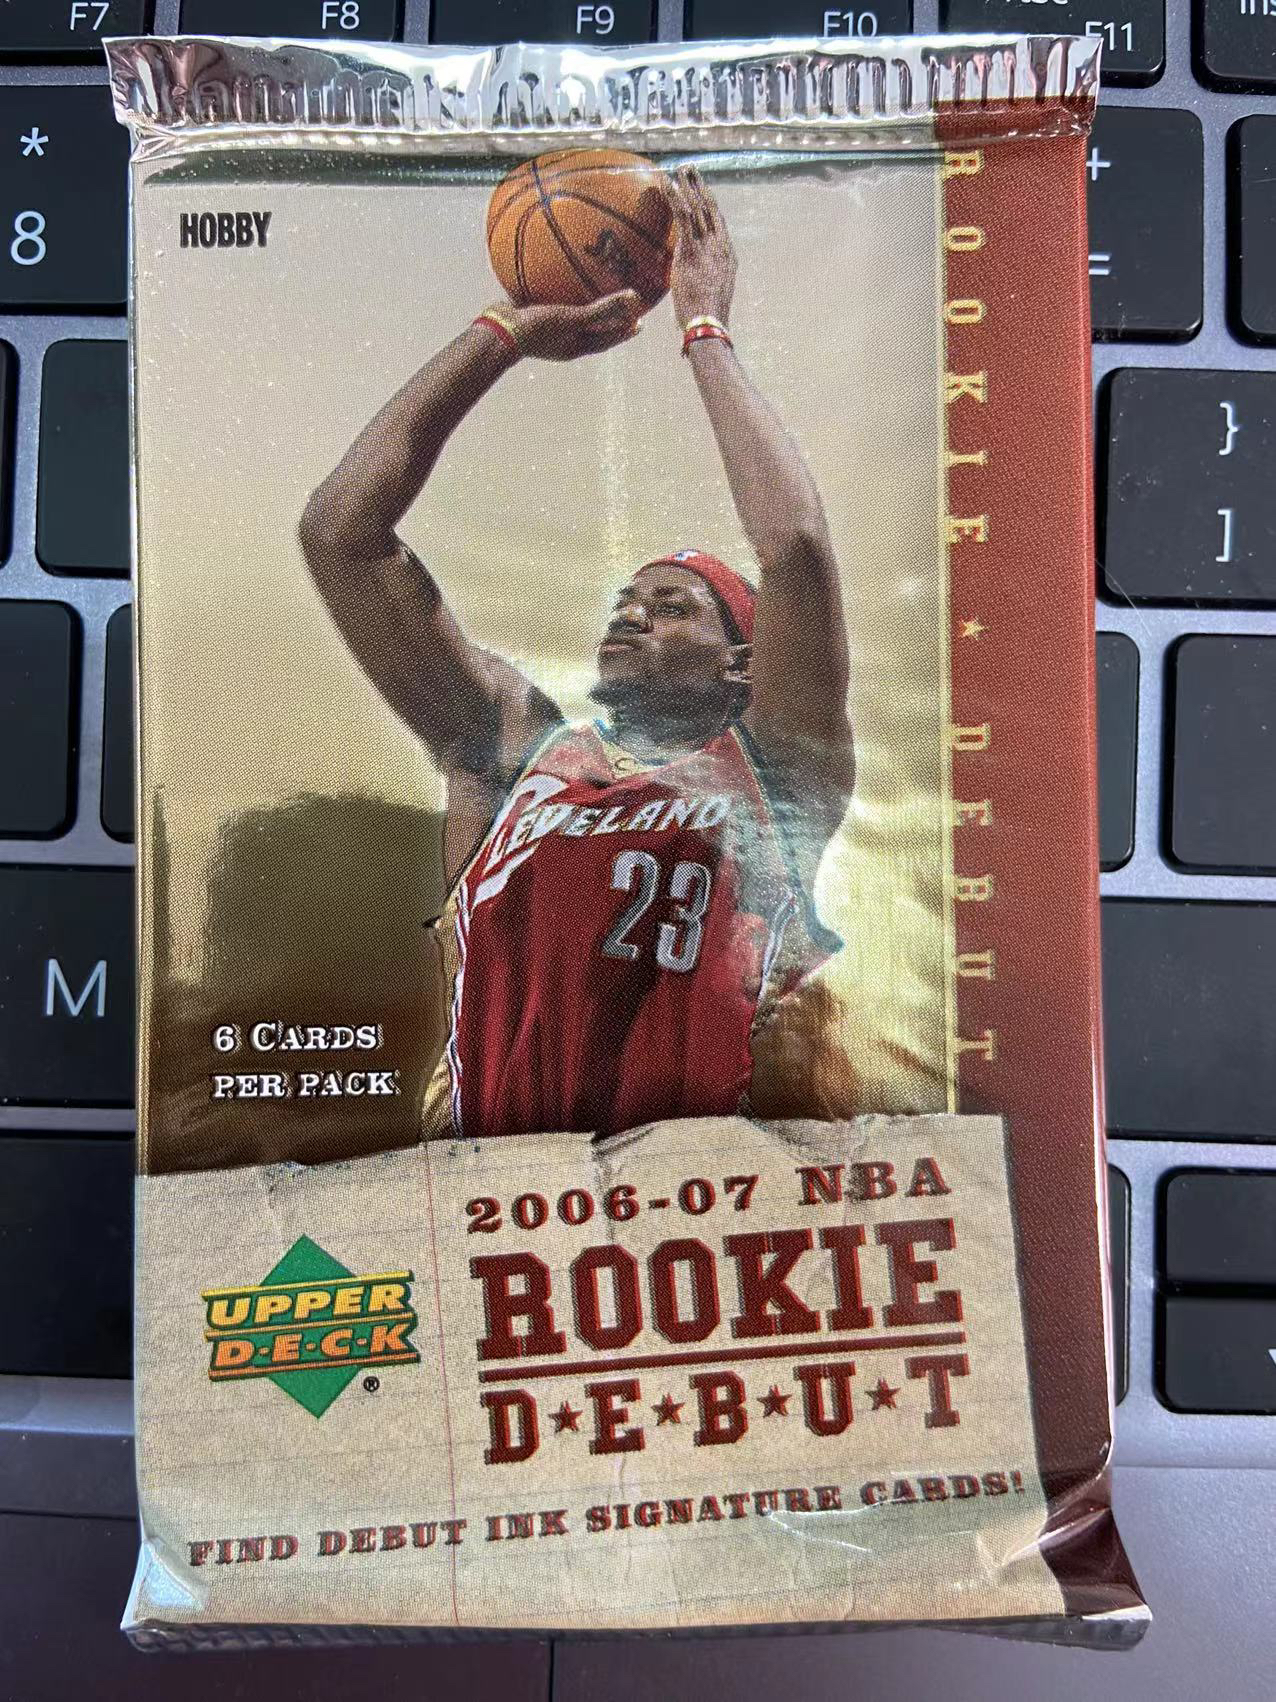 F7
F8
F9
F10
F11
*
8
+
=
}
]
M
HOBBY
ROOKIE ★ DEBUT
CLEVELAND
23
6 CARDS
PER PACK
2006-07 NBA
ROOKIE
D★E★B★U★T
UPPER
D·E·C·K
®
FIND DEBUT INK SIGNATURE CARDS!